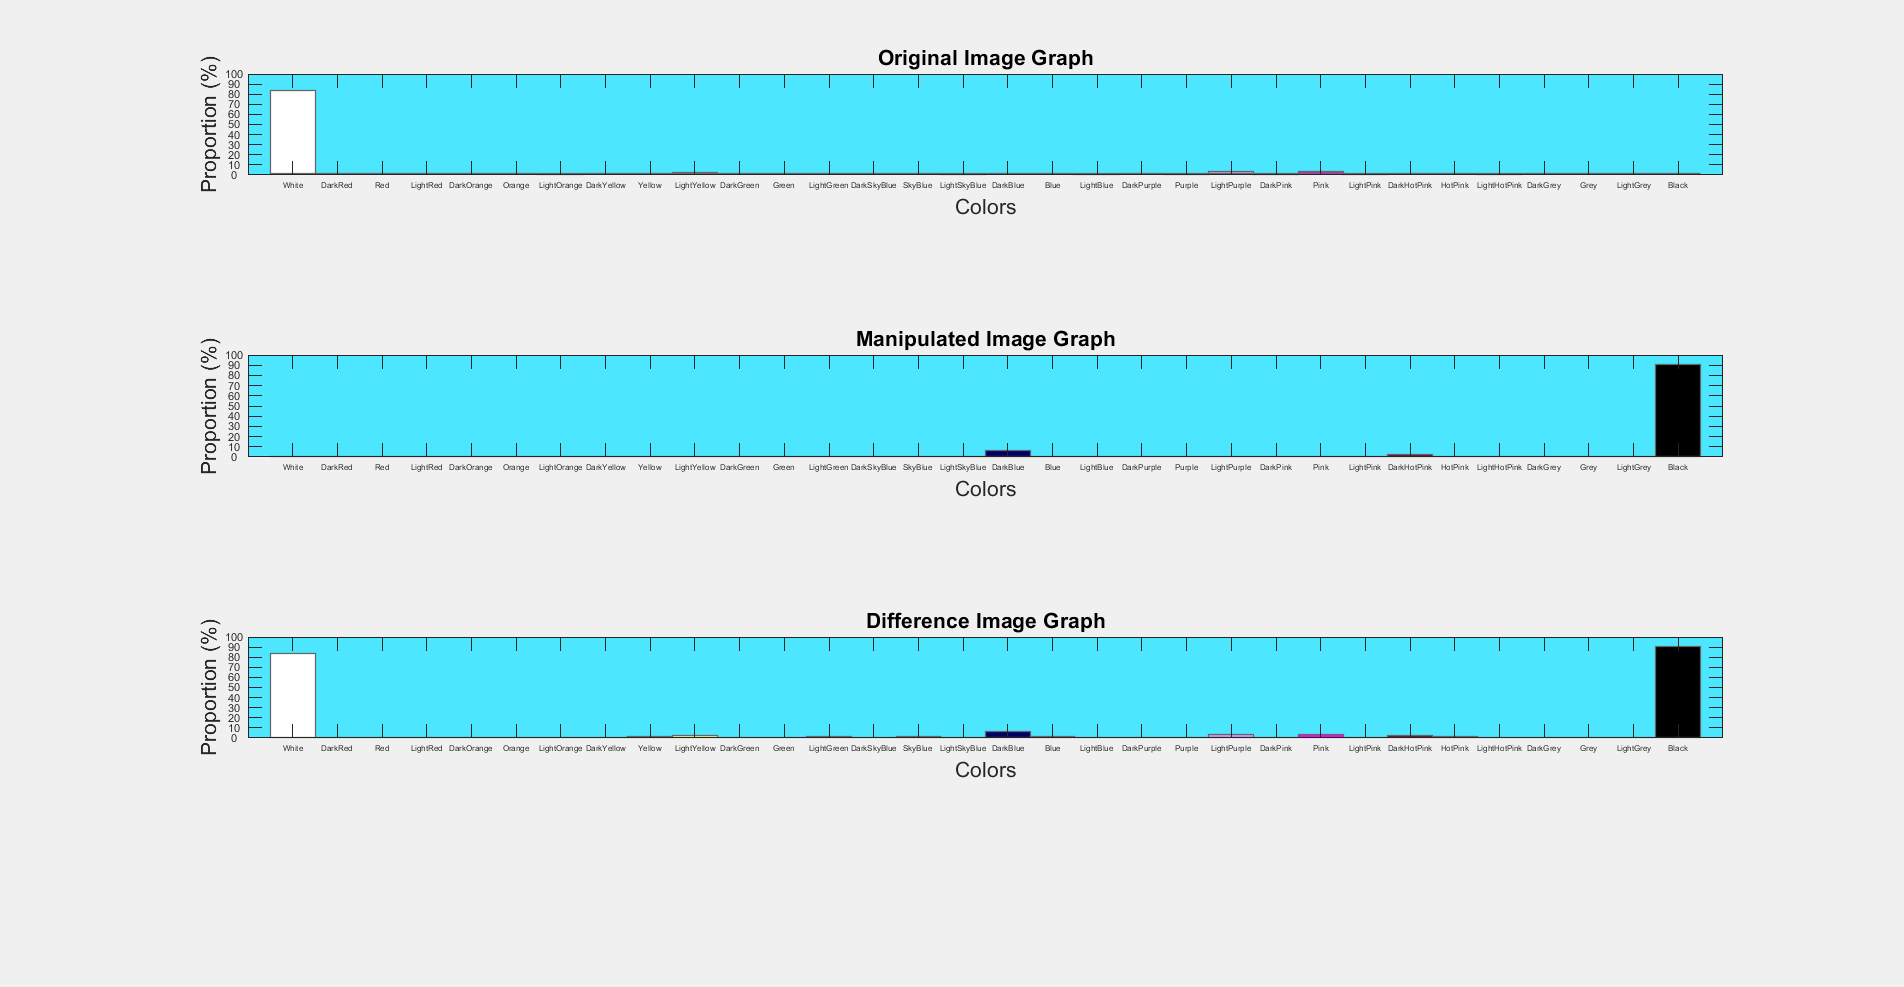 Original Image Graph
Proportion (%)
100
90
80
70
60
50
40
30
20
10
0
White DarkRed Red LightRed DarkOrange Orange LightOrange DarkYellow Yellow LightYellow DarkGreen Green LightGreen DarkSkyBlue SkyBlue LightSkyBlue DarkBlue Blue LightBlue DarkPurple Purple LightPurple DarkPink Pink LightPink DarkHotPink HotPink LightHotPink DarkGrey Grey LightGrey Black
Colors
Manipulated Image Graph
Proportion (%)
100
90
80
70
60
50
40
30
20
10
0
White DarkRed Red LightRed DarkOrange Orange LightOrange DarkYellow Yellow LightYellow DarkGreen Green LightGreen DarkSkyBlue SkyBlue LightSkyBlue DarkBlue Blue LightBlue DarkPurple Purple LightPurple DarkPink Pink LightPink DarkHotPink HotPink LightHotPink DarkGrey Grey LightGrey Black
Colors
Difference Image Graph
Proportion (%)
100
90
80
70
60
50
40
30
20
10
0
White DarkRed Red LightRed DarkOrange Orange LightOrange DarkYellow Yellow LightYellow DarkGreen Green LightGreen DarkSkyBlue SkyBlue LightSkyBlue DarkBlue Blue LightBlue DarkPurple Purple LightPurple DarkPink Pink LightPink DarkHotPink HotPink LightHotPink DarkGrey Grey LightGrey Black
Colors